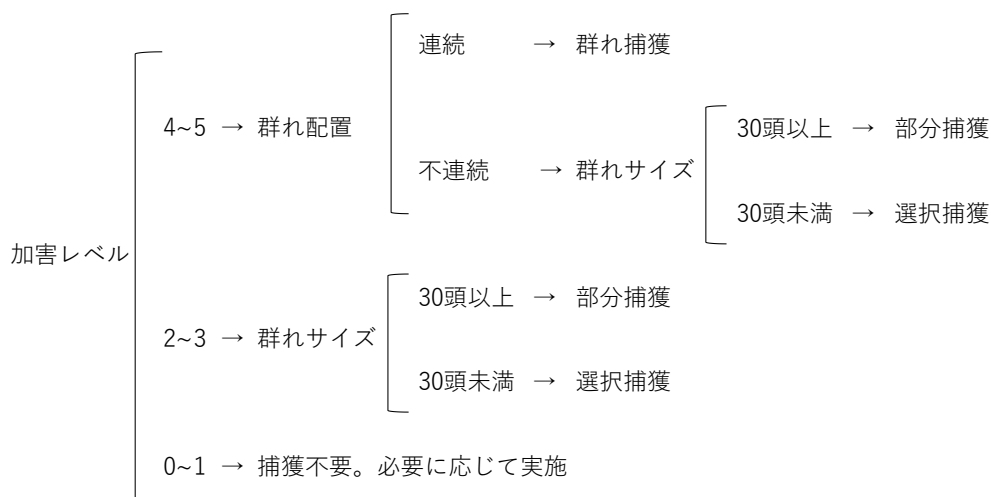 連続 → 群れ捕獲
4~5 → 群れ配置
30頭以上 → 部分捕獲
不連続 → 群れサイズ
30頭未満 → 選択捕獲
加害レベル
30頭以上 → 部分捕獲
2~3 → 群れサイズ
30頭未満 → 選択捕獲
0~1 → 捕獲不要。必要に応じて実施